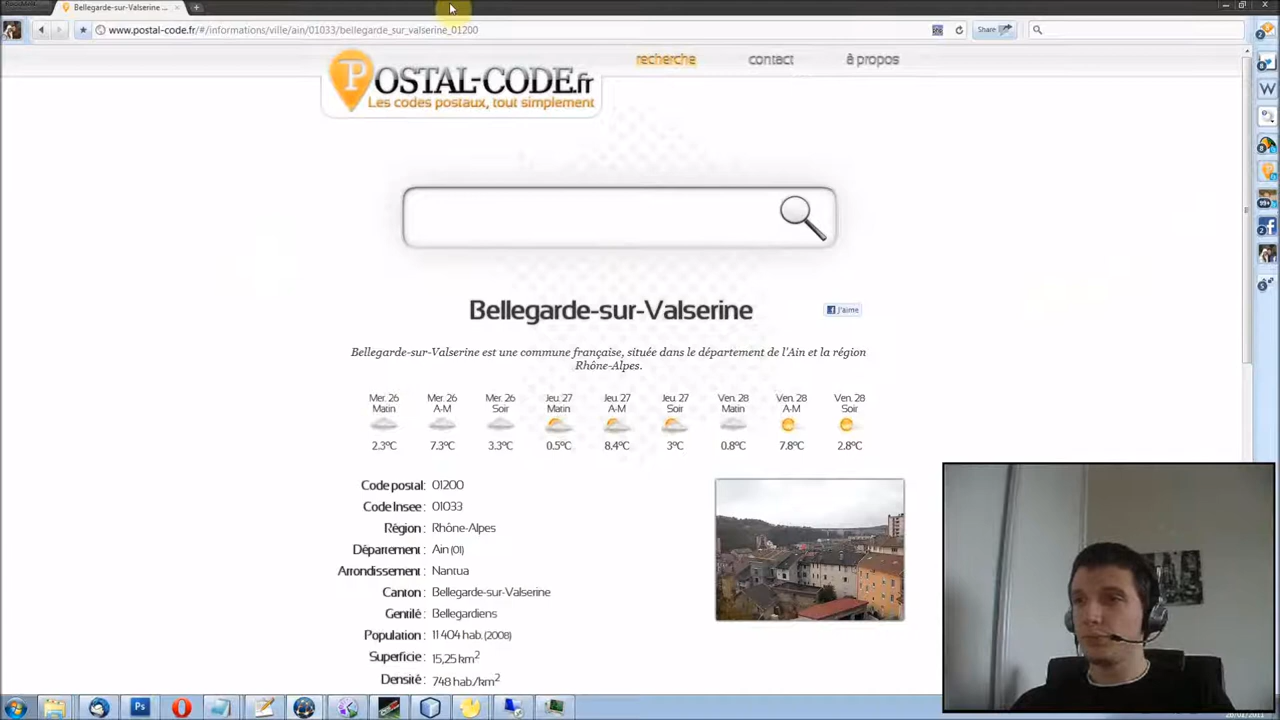 Bellegarde-sur-Valserine ...
www.postal-code.fr/#/informations/ville/ain/01033/bellegarde_sur_valserine_01200
Share
recherche contact à propos
POSTAL-CODE.fr
Les codes postaux, tout simplement
Bellegarde-sur-Valserine
J'aime
Bellegarde-sur-Valserine est une commune française, située dans le département de l'Ain et la région
Rhône-Alpes.
Mer. 26 Mer. 26 Mer. 26 Jeu. 27 Jeu. 27 Jeu. 27 Ven. 28 Ven. 28 Ven. 28
Matin A-M Soir Matin A-M Soir Matin A-M Soir
2.3°C 7.3°C 3.3°C 0.5°C 8.4°C 3°C 0.8°C 7.8°C 2.8°C
Code postal : 01200
Code Insee : 01033
Région : Rhône-Alpes
Département : Ain (01)
Arrondissement : Nantua
Canton : Bellegarde-sur-Valserine
Gentilé : Bellegardiens
Population : 11 404 hab. (2008)
Superficie : 15,25 km²
Densité : 748 hab/km²
26/01/2011